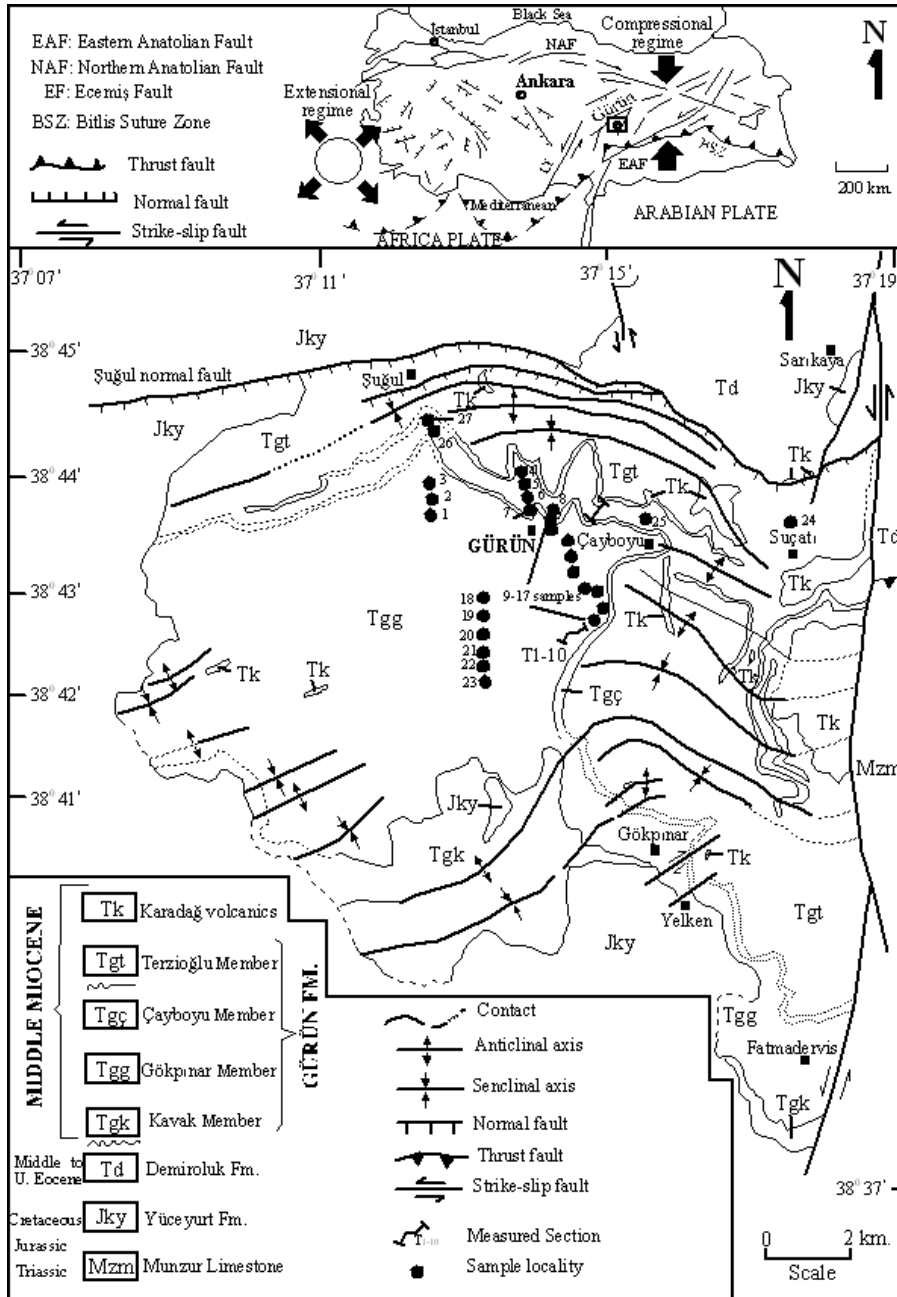 EAF: Eastern Anatolian Fault
NAF: Northern Anatolian Fault
EF: Ecemiş Fault
BSZ: Bitlis Suture Zone
Thrust fault
Normal fault
Strike-slip fault
Black Sea
İstanbul
NAF
Compressional
regime
N
Ankara
Extensional
regime
Gürün
EAF
Mediterranean
ARABIAN PLATE
AFRICA PLATE
200 km.
37° 07'
37° 11'
37° 15'
37° 19'
N
38° 45'
Jky
Sarıkaya
Şuğul normal fault
Şuğul
Tk
Td
Jky
Jky
Tgt
27
26
Tk
38° 44'
3
2
1
4
5
6
7
8
Tgt
Tk
25
24
Suçatı
GÜRÜN
Çayboyu
Td
38° 43'
18
19
20
21
22
23
9-17 samples
Tk
Tgg
T1-10
Tk
38° 42'
Tk
Tk
Tgç
Tk
Tk
Mzm
38° 41'
Jky
Gökpınar
Tgk
Tk
Yelken
Tgt
Jky
Tgg
Fatmadervis
Tgk
38° 37'
MIDDLE MIOCENE
Tk Karadağ volcanics
Tgt Terzioğlu Member
Tgç Çayboyu Member
Tgg Gökpınar Member
Tgk Kavak Member
GÜRÜN FM.
Middle to
U. Eocene
Td Demiroluk Fm.
Cretaceous
Jurassic
Triassic
Jky Yüceyurt Fm.
Mzm Munzur Limestone
Contact
Anticlinal axis
Senclinal axis
Normal fault
Thrust fault
Strike-slip fault
T1-10
Measured Section
Sample locality
0 2 km.
Scale